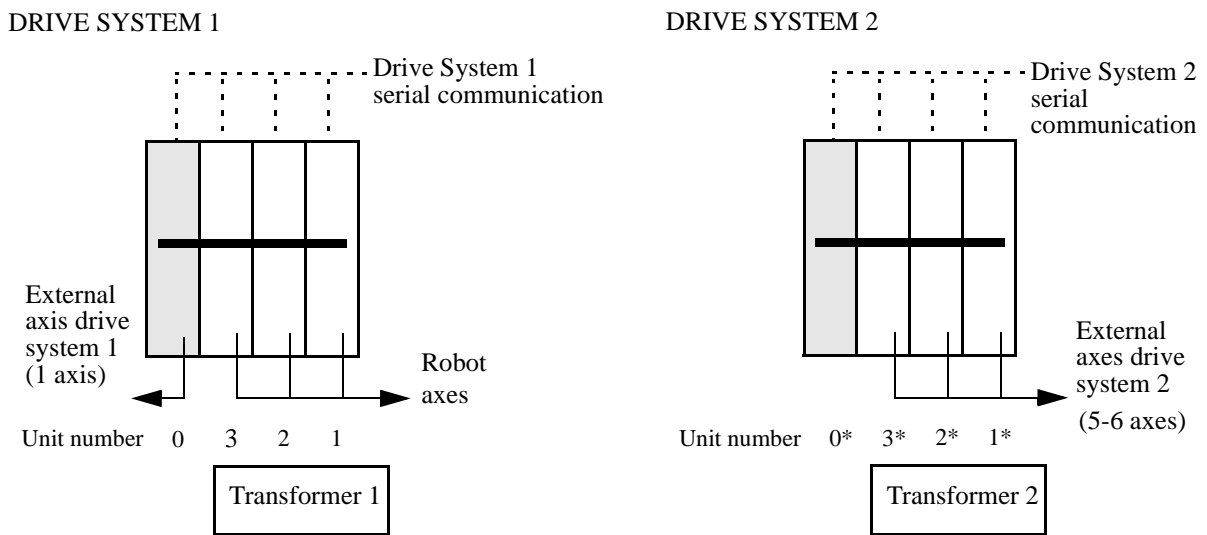 DRIVE SYSTEM 1
Drive System 1
serial communication
External
axis drive
system 1
(1 axis)
Robot
axes
Unit number 0 3 2 1
Transformer 1
DRIVE SYSTEM 2
Drive System 2
serial
communication
External
axes drive
system 2
(5-6 axes)
Unit number 0* 3* 2* 1*
Transformer 2